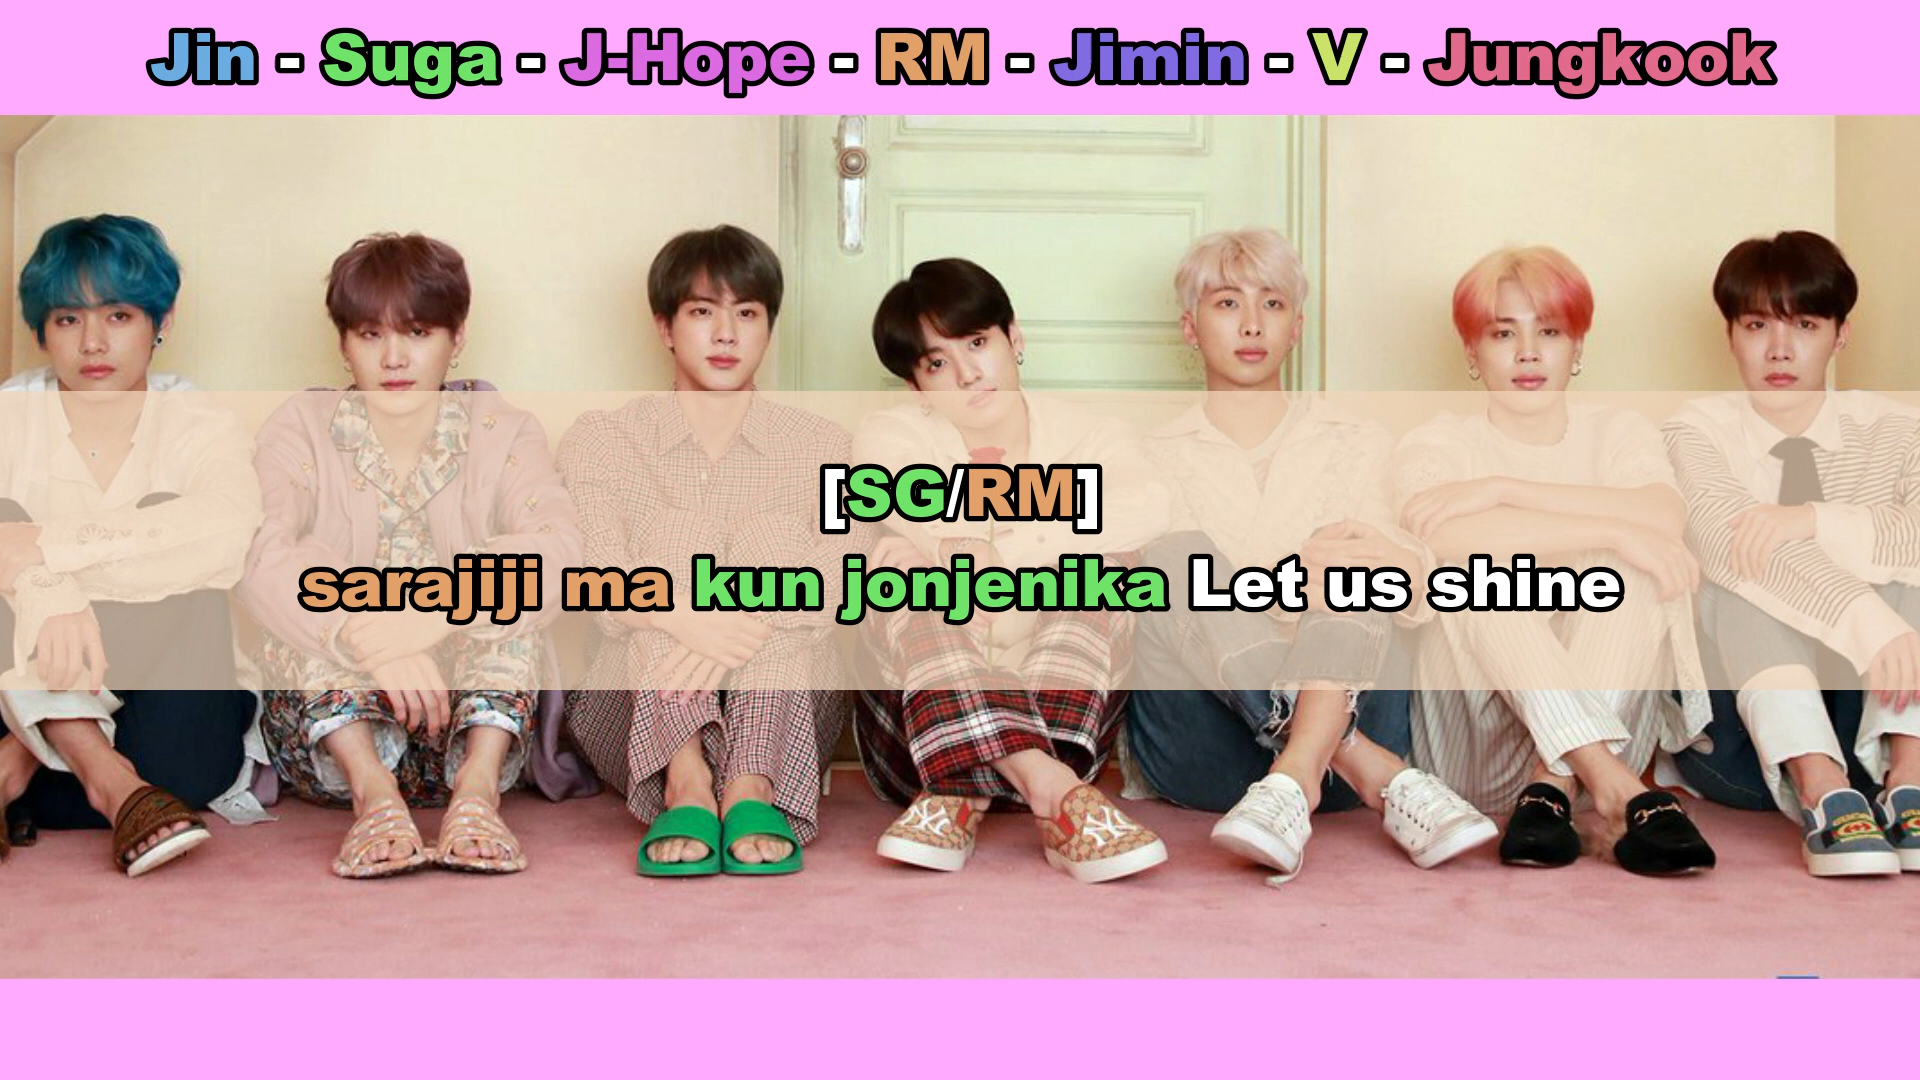 Jin - Suga - J-Hope - RM - Jimin - V - Jungkook
[SG/RM]
sarajiji ma kun jonjenika Let us shine